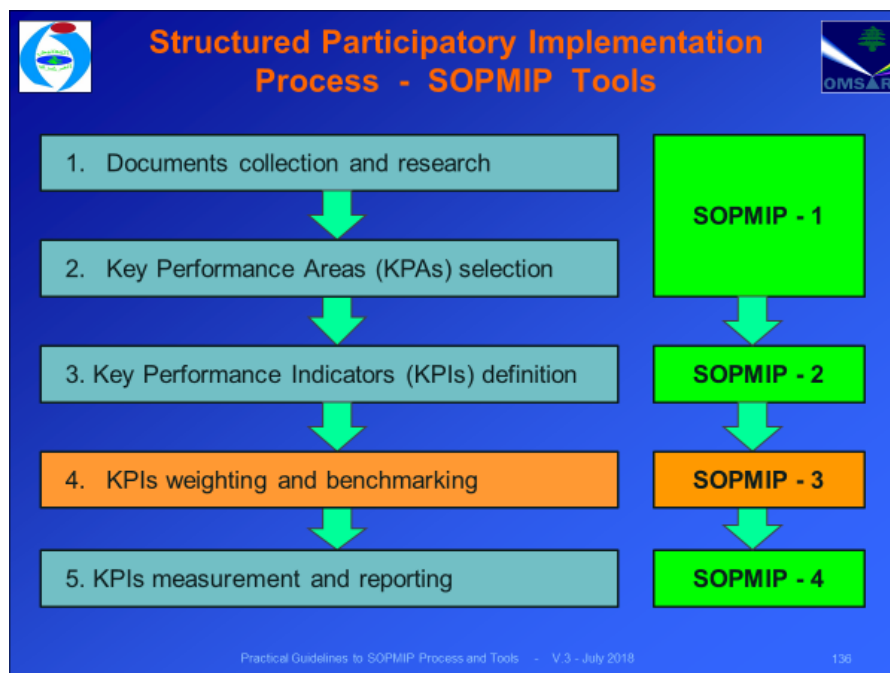 Structured Participatory Implementation
Process - SOPMIP Tools
OMSAR
1. Documents collection and research
SOPMIP - 1
2. Key Performance Areas (KPAs) selection
3. Key Performance Indicators (KPIs) definition
SOPMIP - 2
4. KPIs weighting and benchmarking
SOPMIP - 3
5. KPIs measurement and reporting
SOPMIP - 4
Practical Guidelines to SOPMIP Process and Tools - V.3 - July 2018
136